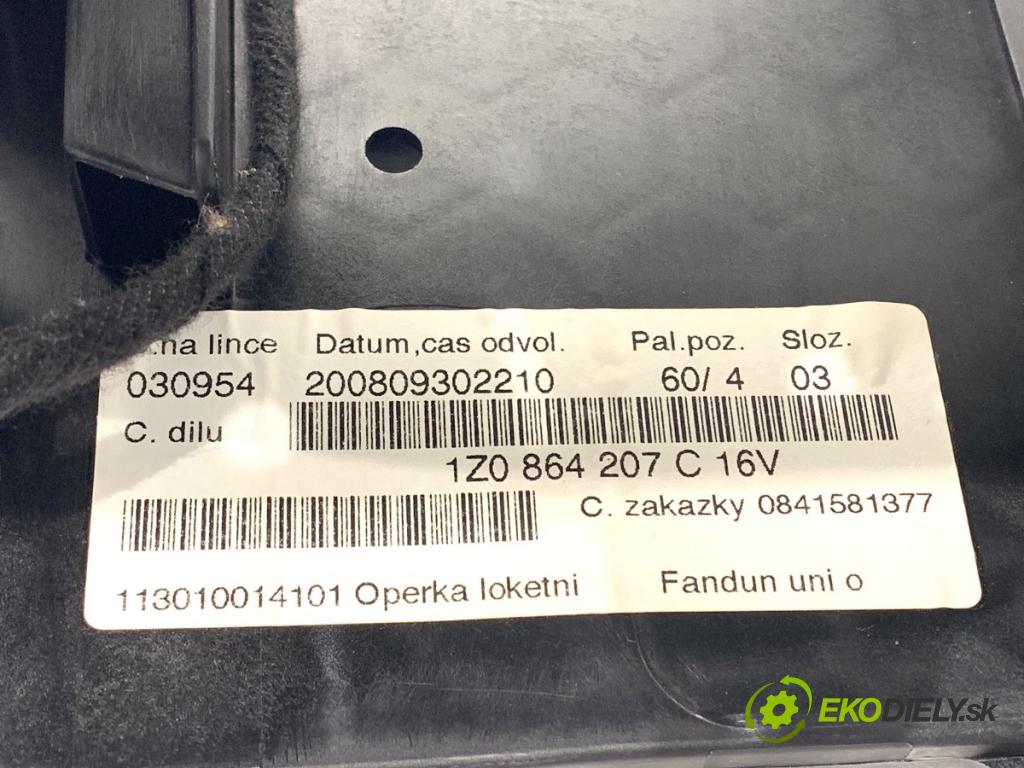 .na lince Datum,cas odvol. Pal.poz. Sloz.
030954 200809302210 60/ 4 03
C. dilu
1Z0 864 207 C 16V
C. zakazky 0841581377
113010014101 Operka loketni Fandun uni o
EKODIELY.sk